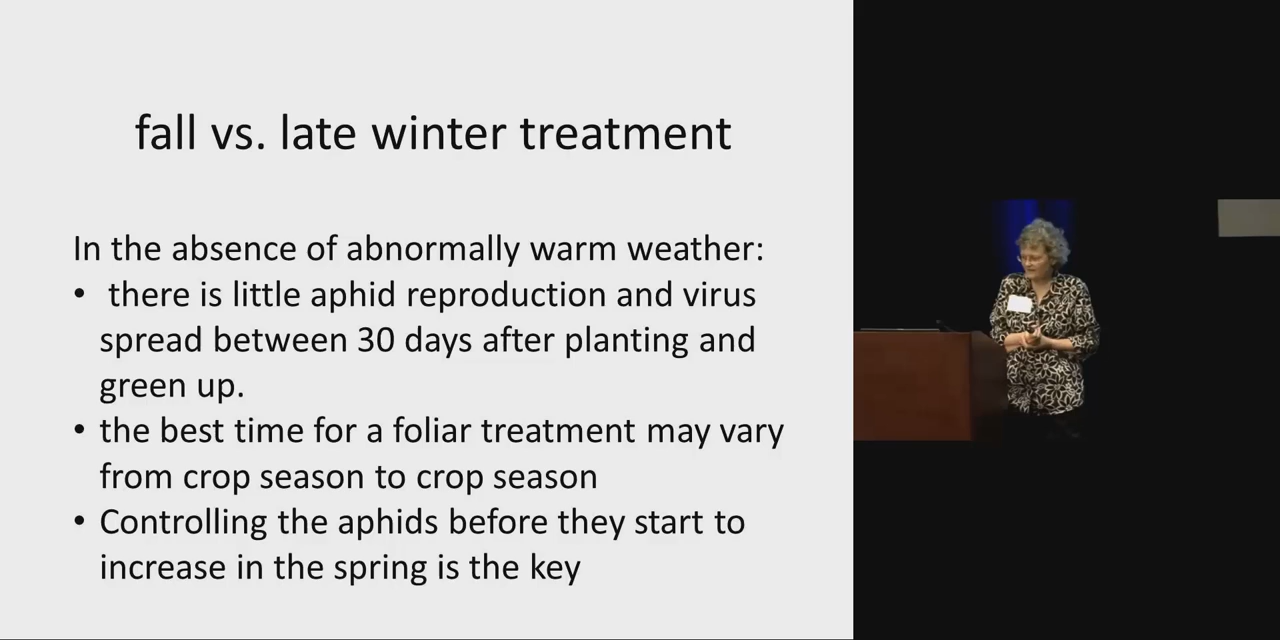 fall vs. late winter treatment
In the absence of abnormally warm weather:
• there is little aphid reproduction and virus
spread between 30 days after planting and
green up.
• the best time for a foliar treatment may vary
from crop season to crop season
• Controlling the aphids before they start to
increase in the spring is the key